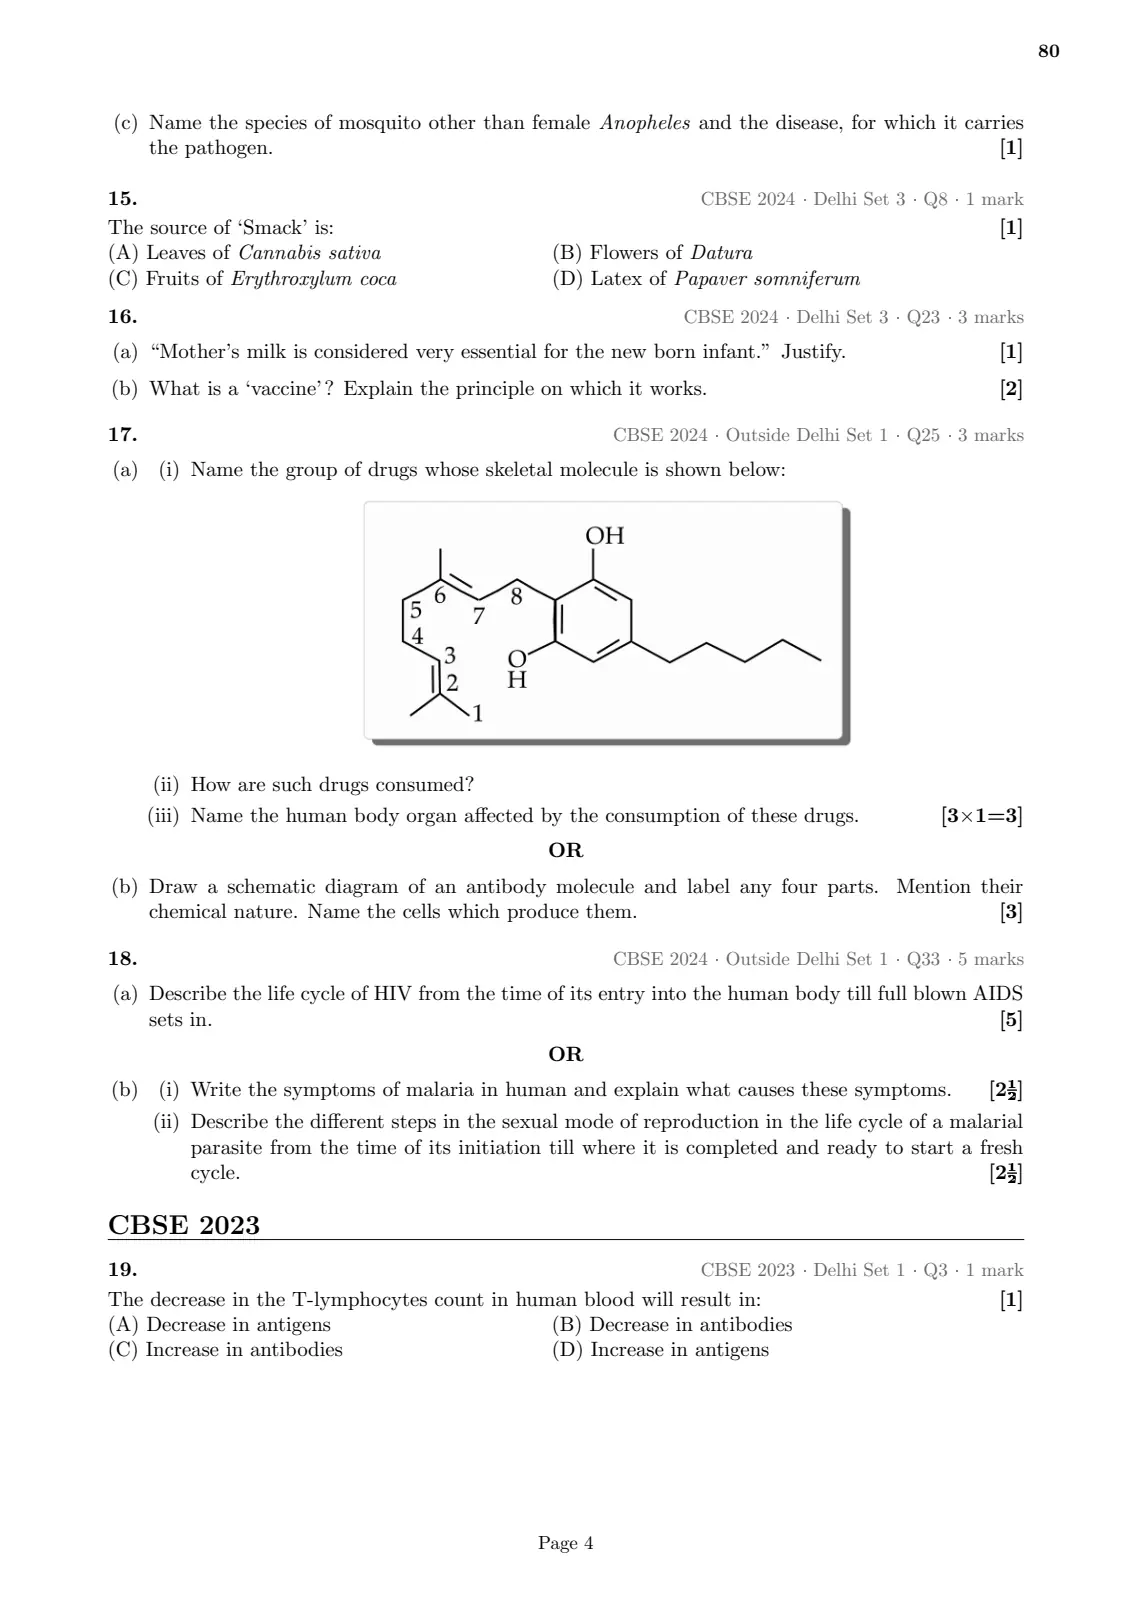 80
(c) Name the species of mosquito other than female Anopheles and the disease, for which it carries
the pathogen. [1]
15. CBSE 2024 · Delhi Set 3 · Q8 · 1 mark
The source of ‘Smack’ is: [1]
(A) Leaves of Cannabis sativa (B) Flowers of Datura
(C) Fruits of Erythroxylum coca (D) Latex of Papaver somniferum
16. CBSE 2024 · Delhi Set 3 · Q23 · 3 marks
(a) “Mother’s milk is considered very essential for the new born infant.” Justify. [1]
(b) What is a ‘vaccine’? Explain the principle on which it works. [2]
17. CBSE 2024 · Outside Delhi Set 1 · Q25 · 3 marks
(a) (i) Name the group of drugs whose skeletal molecule is shown below:
OH
6 8
5 7
4
3 O
2 H
1
(ii) How are such drugs consumed?
(iii) Name the human body organ affected by the consumption of these drugs. [3×1=3]
OR
(b) Draw a schematic diagram of an antibody molecule and label any four parts. Mention their
chemical nature. Name the cells which produce them. [3]
18. CBSE 2024 · Outside Delhi Set 1 · Q33 · 5 marks
(a) Describe the life cycle of HIV from the time of its entry into the human body till full blown AIDS
sets in. [5]
OR
(b) (i) Write the symptoms of malaria in human and explain what causes these symptoms. [2½]
(ii) Describe the different steps in the sexual mode of reproduction in the life cycle of a malarial
parasite from the time of its initiation till where it is completed and ready to start a fresh
cycle. [2½]
CBSE 2023
19. CBSE 2023 · Delhi Set 1 · Q3 · 1 mark
The decrease in the T-lymphocytes count in human blood will result in: [1]
(A) Decrease in antigens (B) Decrease in antibodies
(C) Increase in antibodies (D) Increase in antigens
Page 4